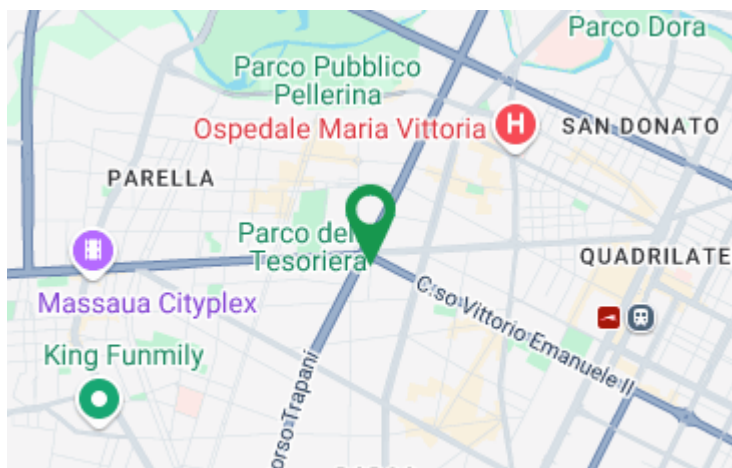 Parco Dora
Parco Pubblico
Pellerina
Ospedale Maria Vittoria
H
SAN DONATO
PARELLA
Parco del
Tesoriera
QUADRILATE
Massaua Cityplex
C.so Vittorio Emanuele II
King Funmily
orso Trapani